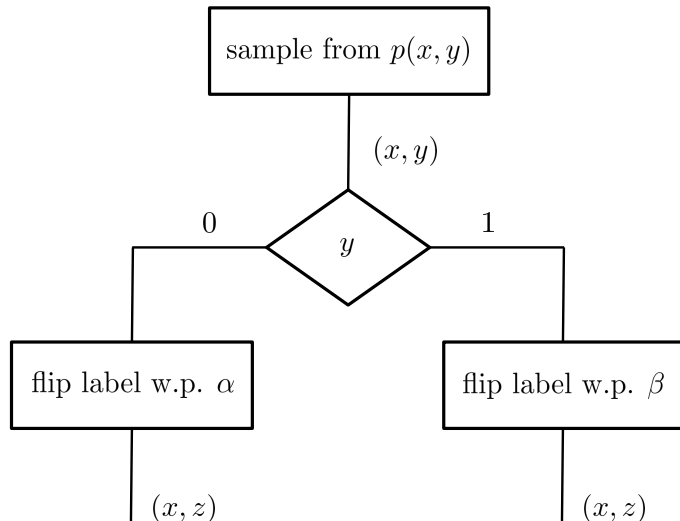 sample from p(x, y)
(x, y)
0
1
y
flip label w.p. α
flip label w.p. β
(x, z)
(x, z)